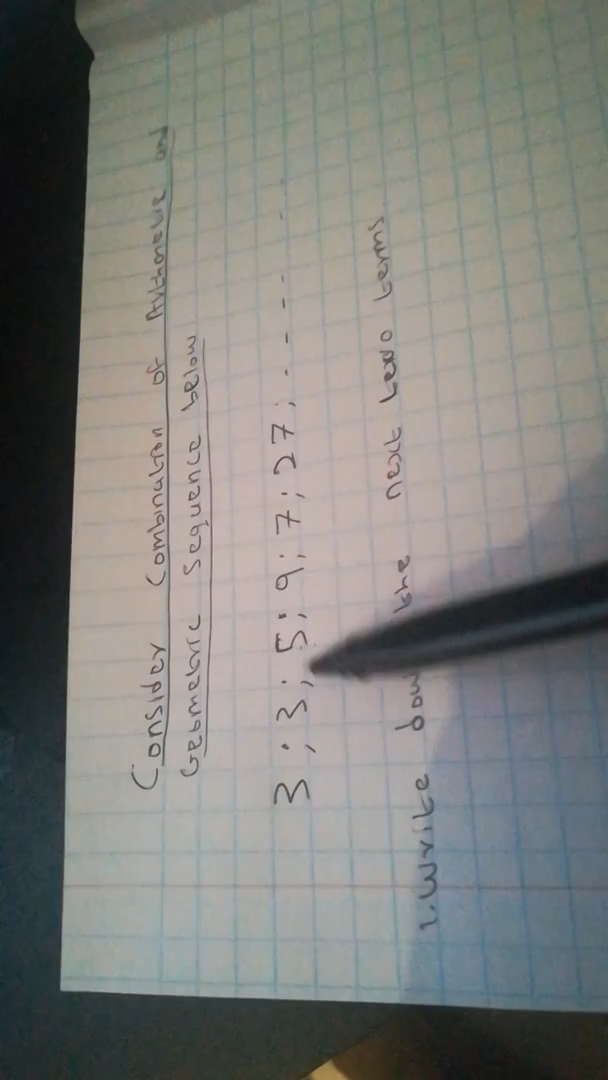 Consider Combination of Arithmetic and
Geometric Sequence below
3 ; 3 ; 5 ; 9 ; 7 ; 27 ; - - - - - -
1. Write down the next two terms